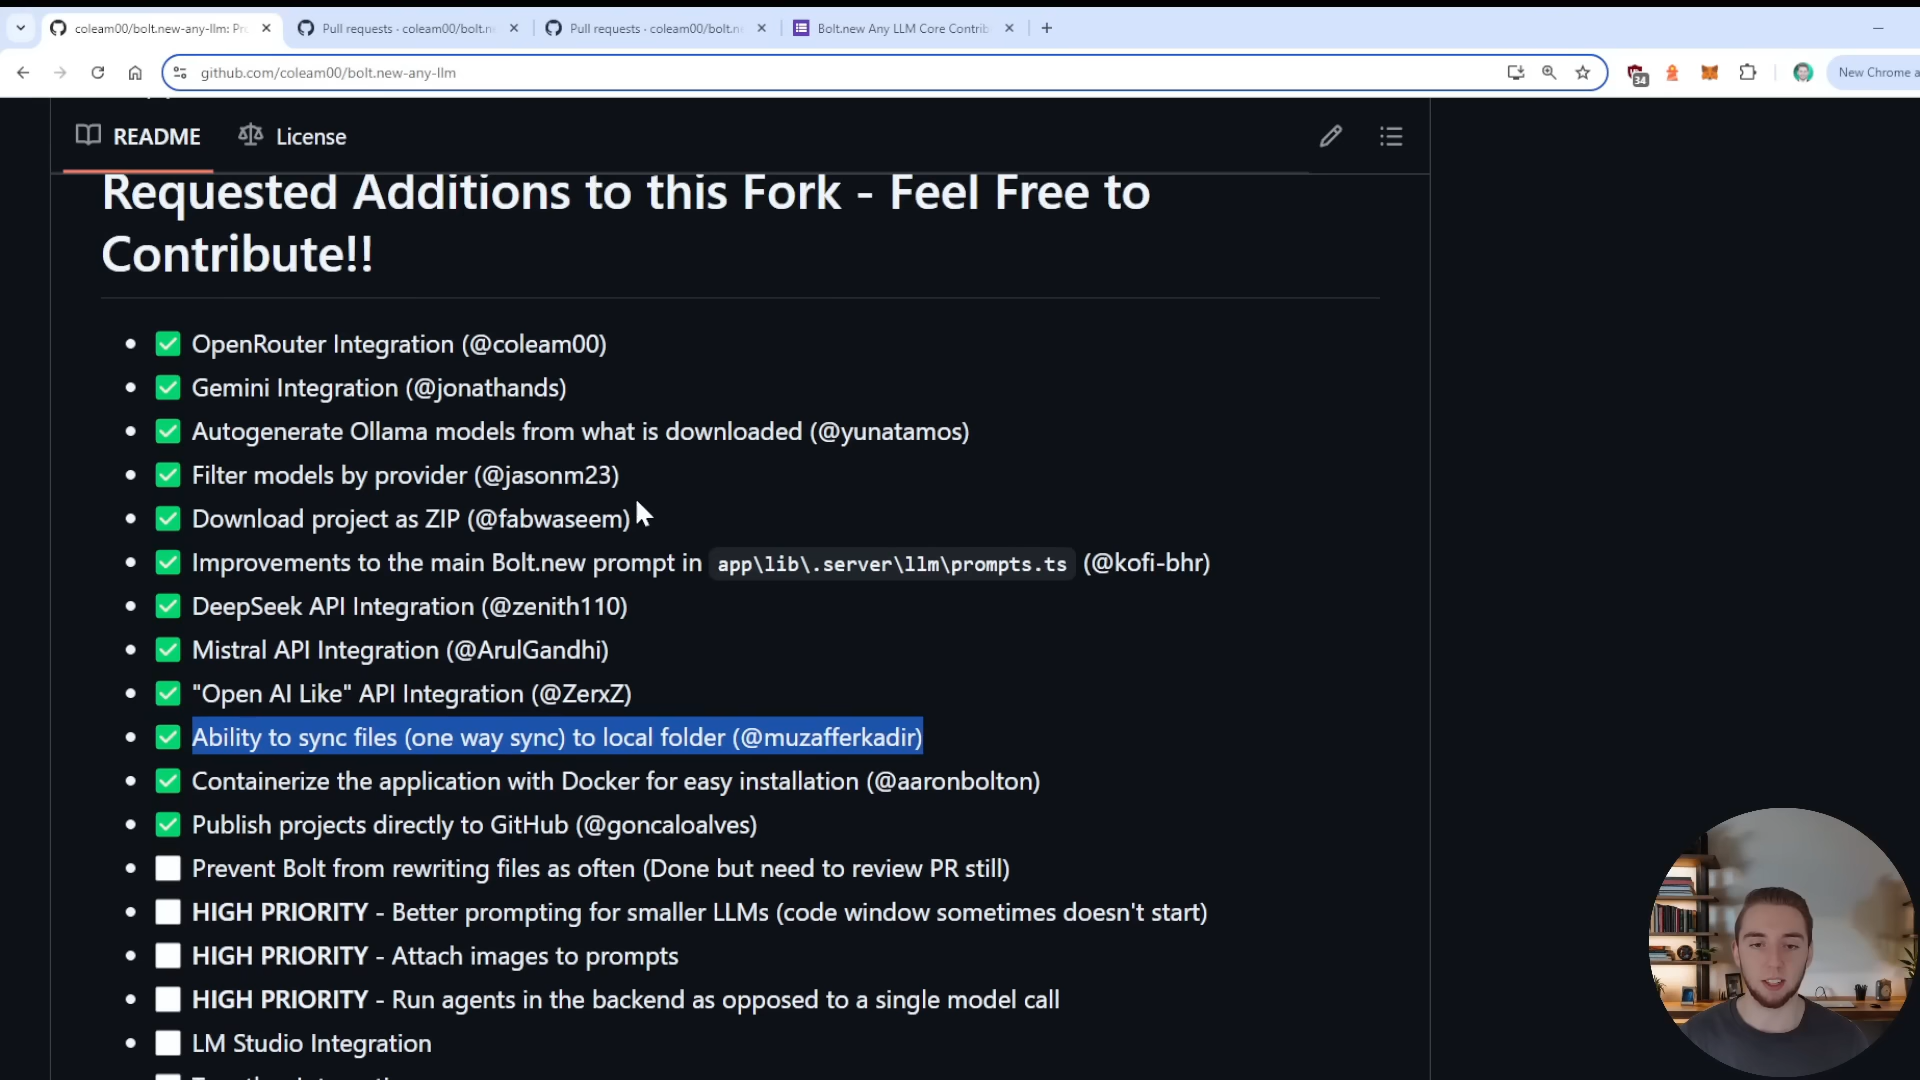 coleam00/bolt.new-any-llm: Pro
Pull requests · coleam00/bolt.n
Pull requests · coleam00/bolt.n
Bolt.new Any LLM Core Contrib
github.com/coleam00/bolt.new-any-llm
34
New Chrome a
README
License
Requested Additions to this Fork - Feel Free to
Contribute!!
OpenRouter Integration (@coleam00)
Gemini Integration (@jonathands)
Autogenerate Ollama models from what is downloaded (@yunatamos)
Filter models by provider (@jasonm23)
Download project as ZIP (@fabwaseem)
Improvements to the main Bolt.new prompt in app\lib\.server\llm\prompts.ts (@kofi-bhr)
DeepSeek API Integration (@zenith110)
Mistral API Integration (@ArulGandhi)
"Open AI Like" API Integration (@ZerxZ)
Ability to sync files (one way sync) to local folder (@muzafferkadir)
Containerize the application with Docker for easy installation (@aaronbolton)
Publish projects directly to GitHub (@goncaloalves)
Prevent Bolt from rewriting files as often (Done but need to review PR still)
HIGH PRIORITY - Better prompting for smaller LLMs (code window sometimes doesn't start)
HIGH PRIORITY - Attach images to prompts
HIGH PRIORITY - Run agents in the backend as opposed to a single model call
LM Studio Integration